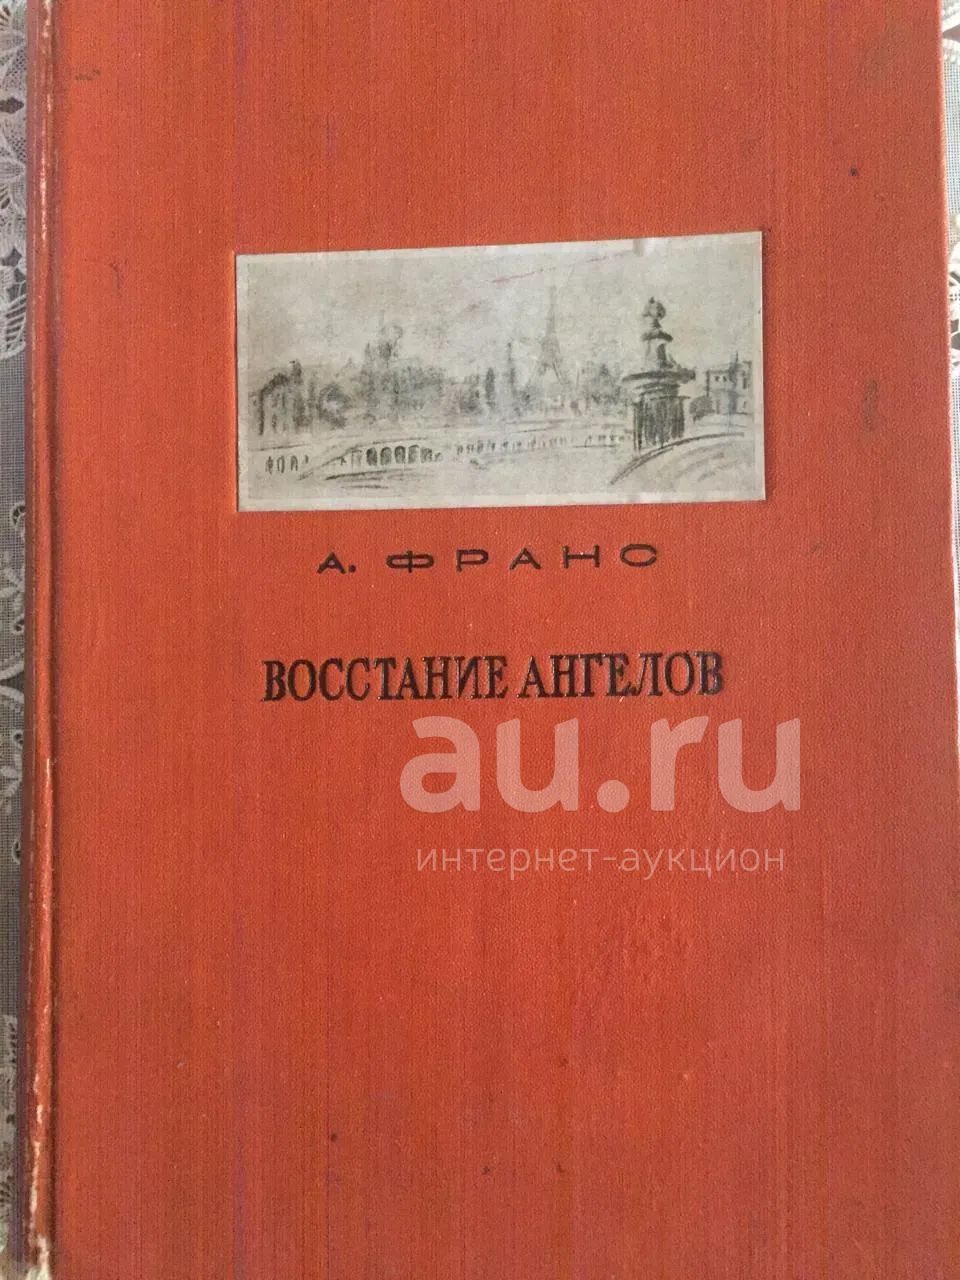 А. ФРАНС
ВОССТАНИЕ АНГЕЛОВ
au.ru
интернет-аукцион